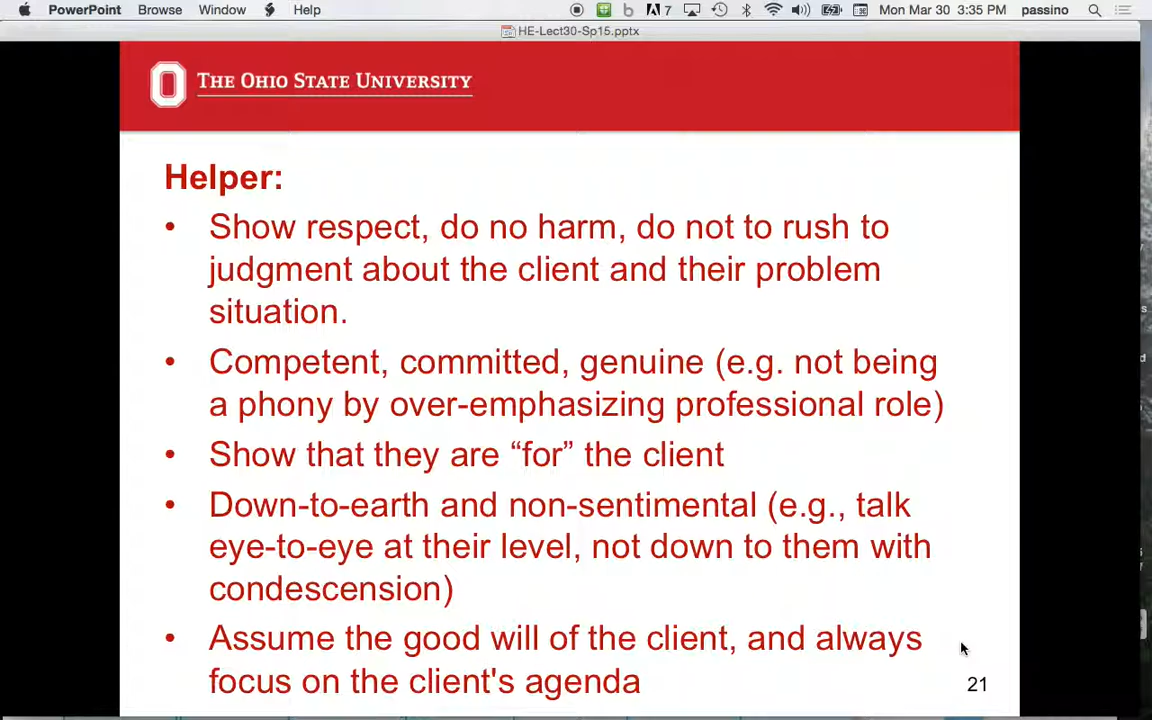 PowerPoint Browse Window Help 7 Mon Mar 30 3:35 PM passino
HE-Lect30-Sp15.pptx
THE OHIO STATE UNIVERSITY
Helper:
• Show respect, do no harm, do not to rush to
judgment about the client and their problem
situation.
• Competent, committed, genuine (e.g. not being
a phony by over-emphasizing professional role)
• Show that they are “for” the client
• Down-to-earth and non-sentimental (e.g., talk
eye-to-eye at their level, not down to them with
condescension)
• Assume the good will of the client, and always
focus on the client's agenda
21